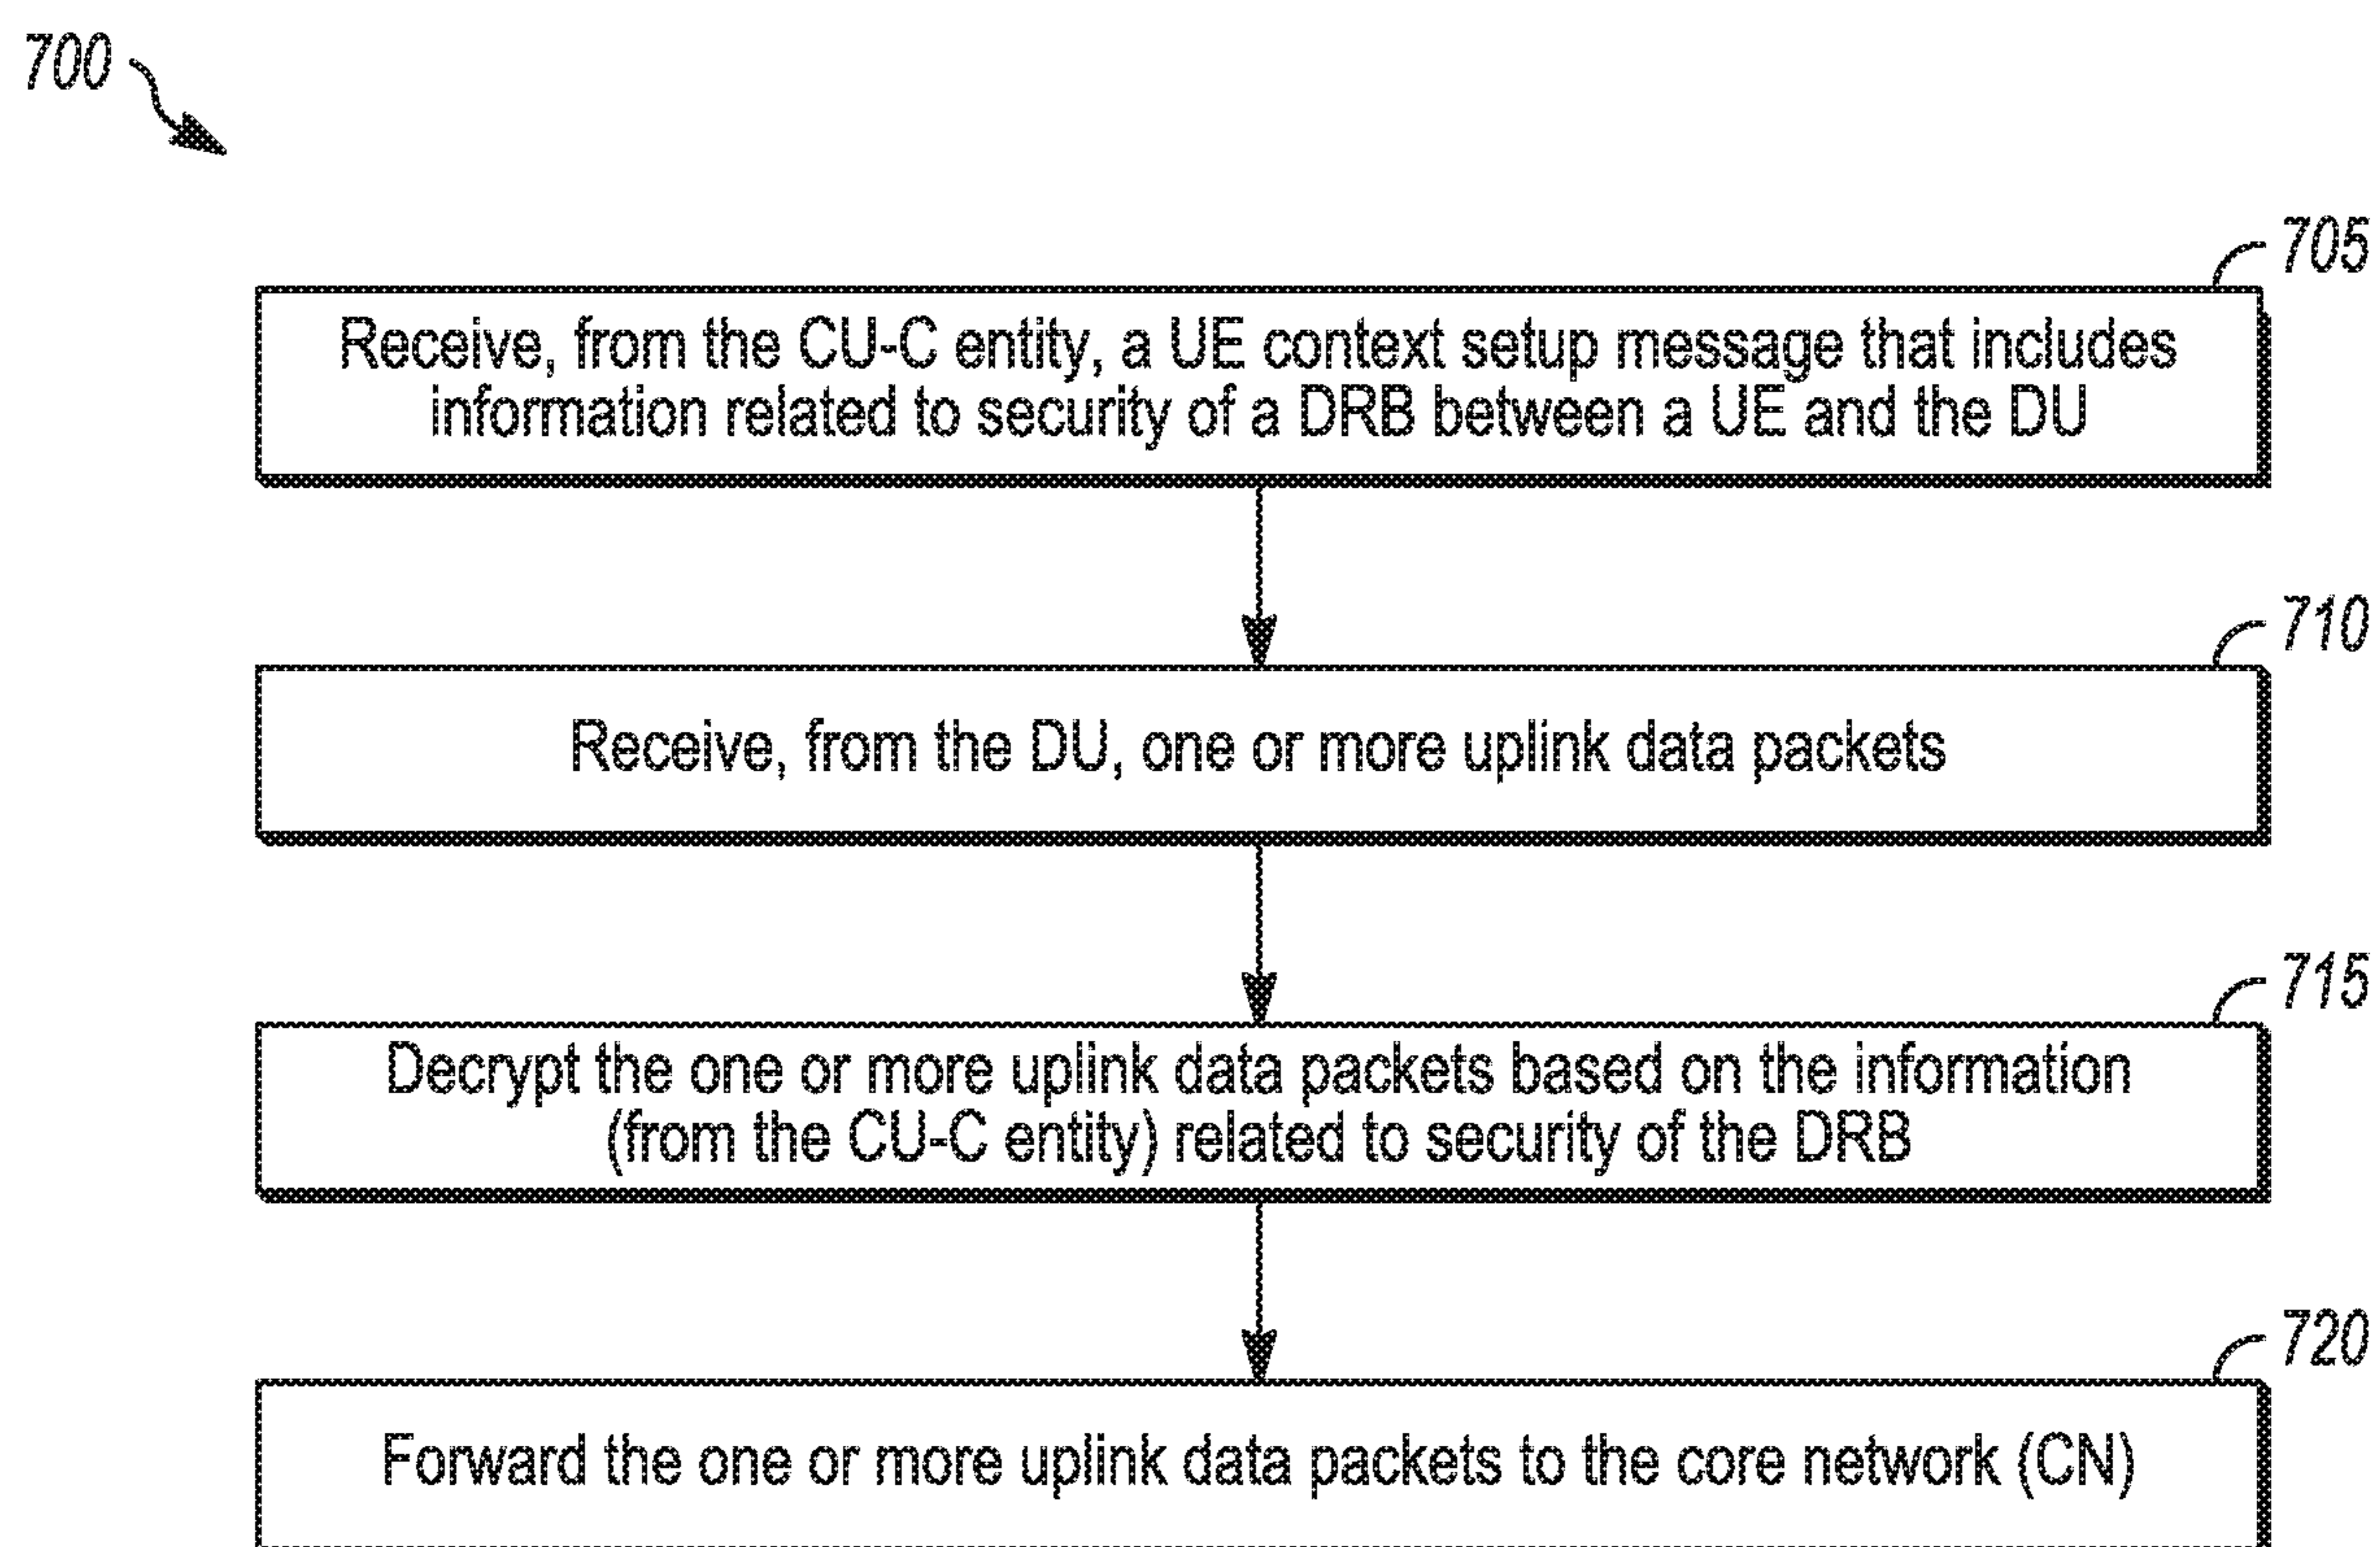 700
705
Receive, from the CU-C entity, a UE context setup message that includes
information related to security of a DRB between a UE and the DU
710
Receive, from the DU, one or more uplink data packets
715
Decrypt the one or more uplink data packets based on the information
(from the CU-C entity) related to security of the DRB
720
Forward the one or more uplink data packets to the core network (CN)